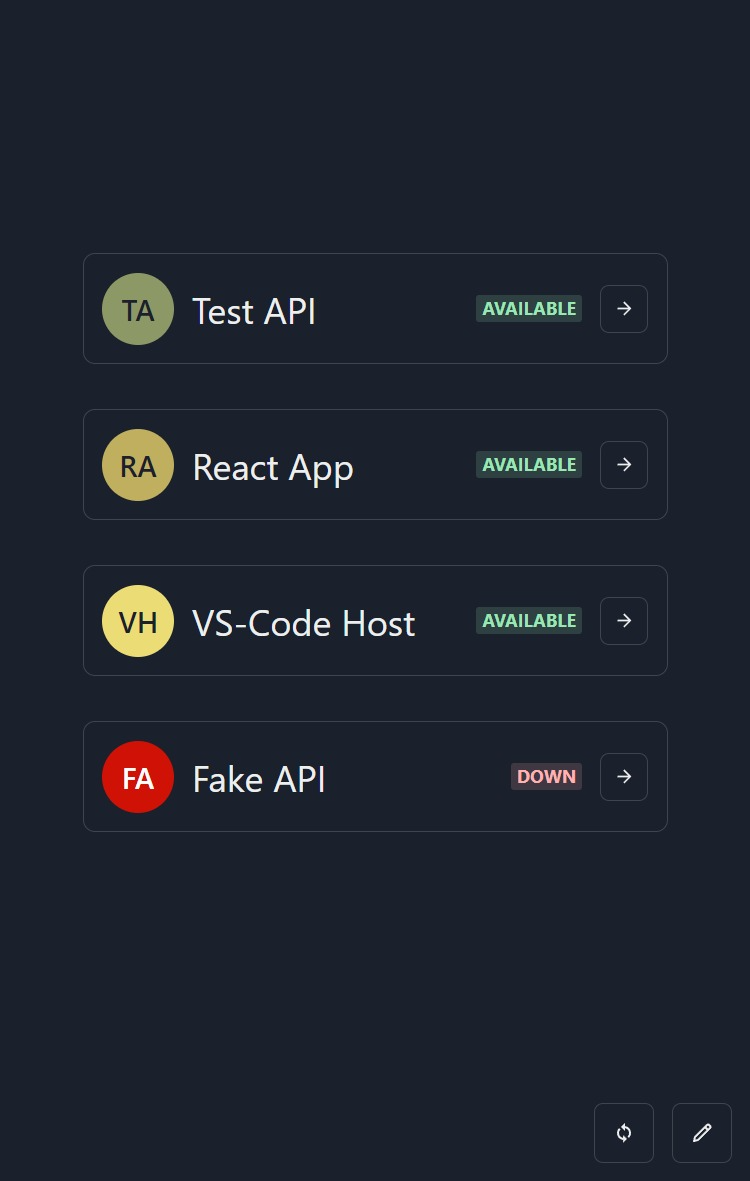 TA Test API AVAILABLE
RA React App AVAILABLE
VH VS-Code Host AVAILABLE
FA Fake API DOWN